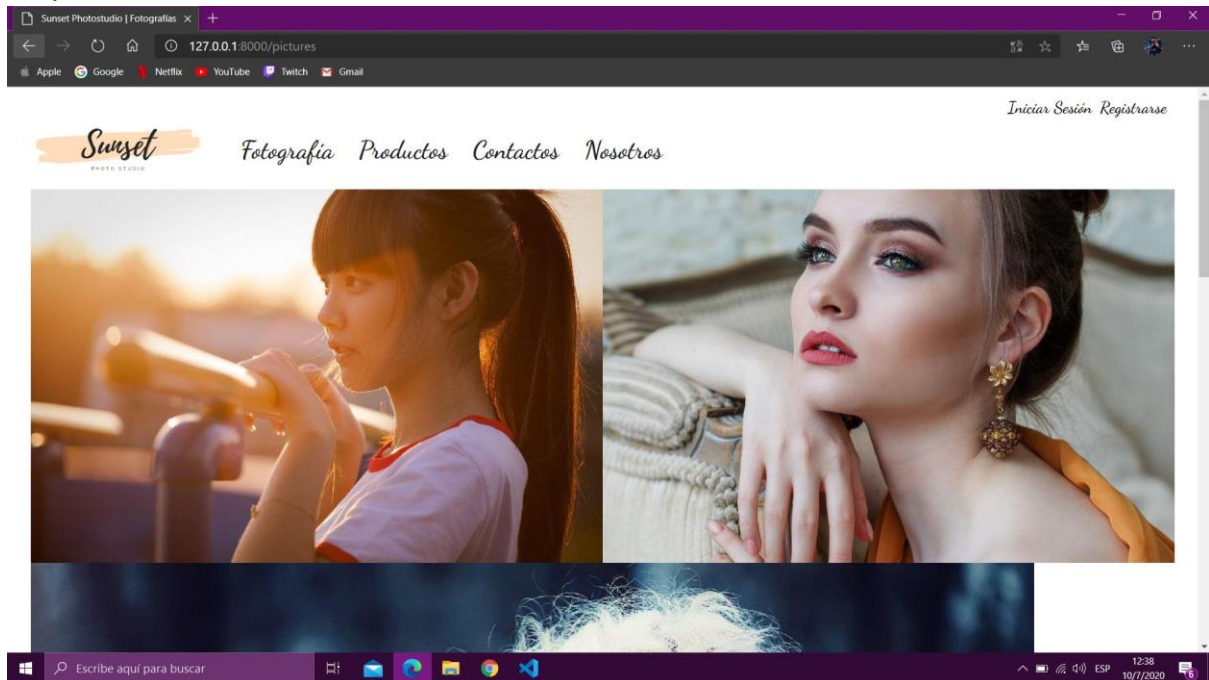 Sunset Photostudio | Fotografías
127.0.0.1:8000/pictures
Apple Google Netflix YouTube Twitch Gmail
Iniciar Sesión Registrarse
Sunset
PHOTO STUDIO
Fotografía Productos Contactos Nosotros
Escribe aquí para buscar
ESP
12:38
10/7/2020
6